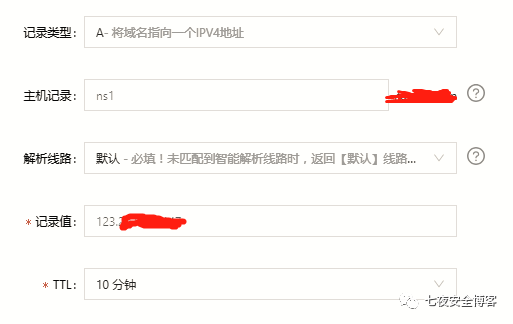 记录类型: A- 将域名指向一个IPV4地址
主机记录: ns1
解析线路: 默认 - 必填！未匹配到智能解析线路时，返回【默认】线路...
* 记录值: 123.
* TTL: 10 分钟
七夜安全博客